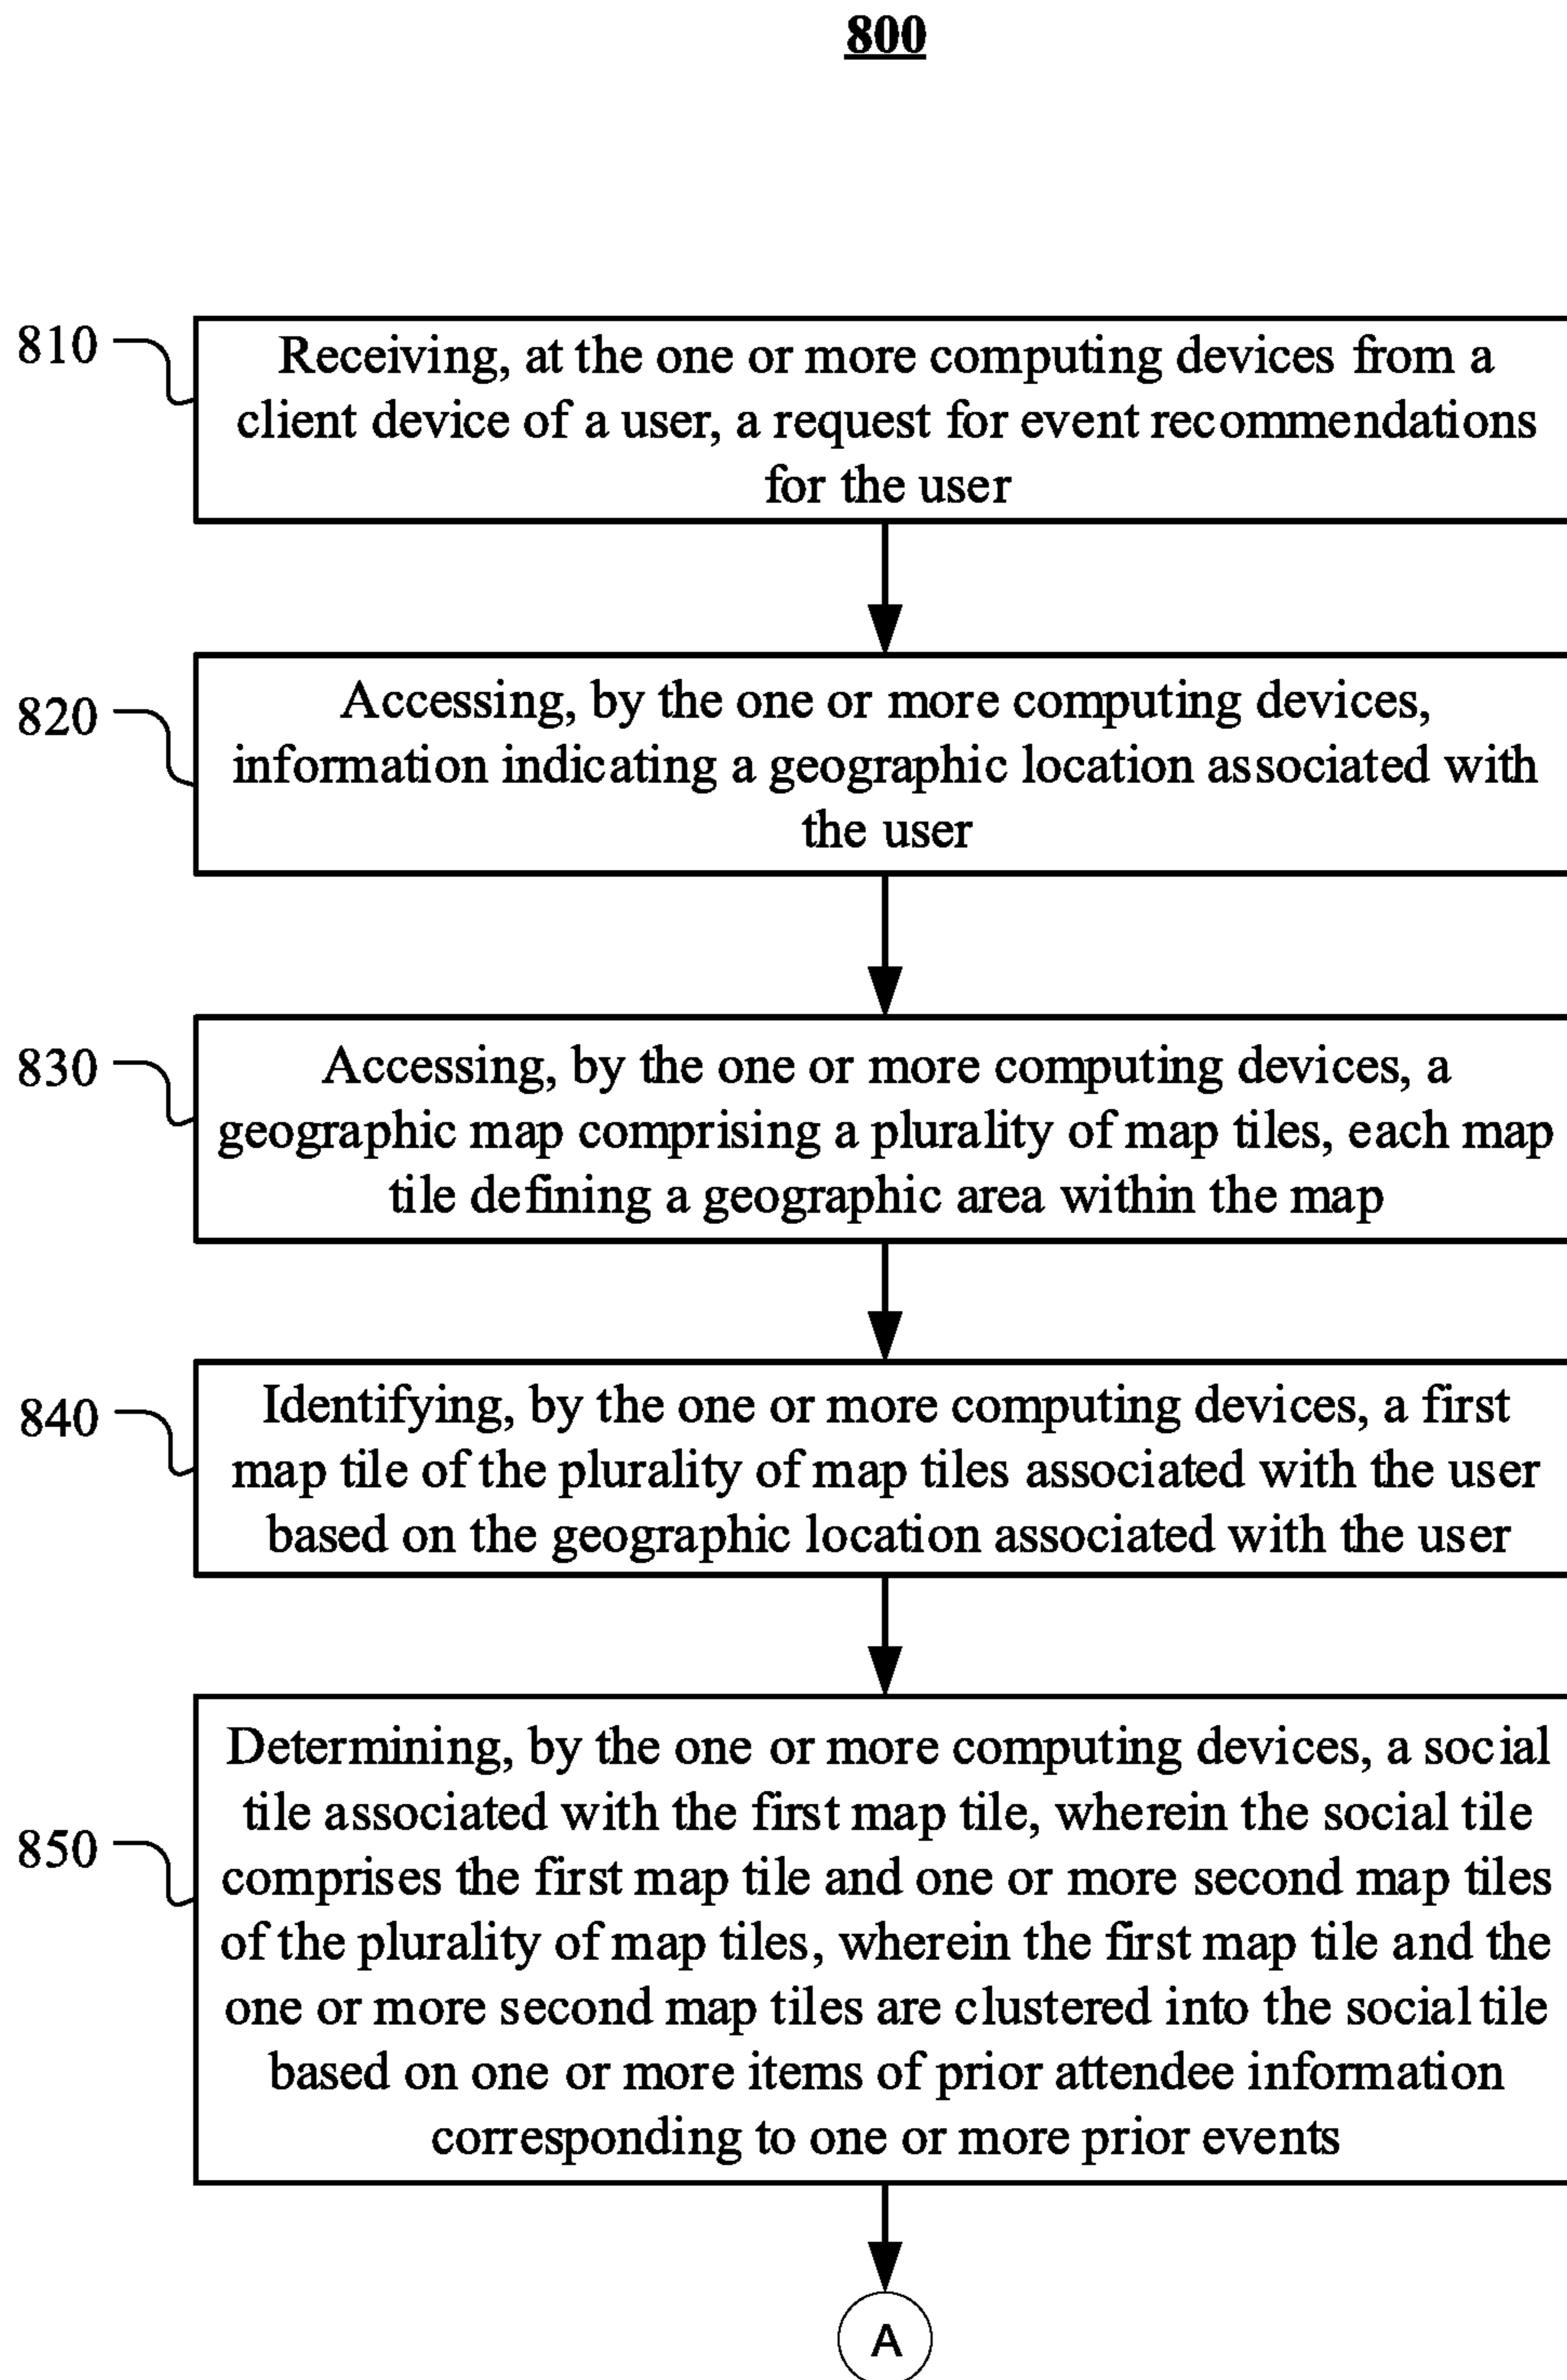 800
810
Receiving, at the one or more computing devices from a
client device of a user, a request for event recommendations
for the user
820
Accessing, by the one or more computing devices,
information indicating a geographic location associated with
the user
830
Accessing, by the one or more computing devices, a
geographic map comprising a plurality of map tiles, each map
tile defining a geographic area within the map
840
Identifying, by the one or more computing devices, a first
map tile of the plurality of map tiles associated with the user
based on the geographic location associated with the user
850
Determining, by the one or more computing devices, a social
tile associated with the first map tile, wherein the social tile
comprises the first map tile and one or more second map tiles
of the plurality of map tiles, wherein the first map tile and the
one or more second map tiles are clustered into the social tile
based on one or more items of prior attendee information
corresponding to one or more prior events
A